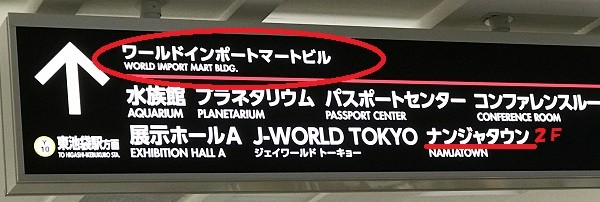 ワールドインポートマートビル
WORLD IMPORT MART BLDG.
水族館 プラネタリウム パスポートセンター コンファレンスルー
AQUARIUM PLANETARIUM PASSPORT CENTER CONFERENCE ROOM
展示ホールA J-WORLD TOKYO ナンジャタウン 2F
EXHIBITION HALL A ジェイワールド トーキョー NAMJATOWN
Y
10
東池袋駅方面
TO HIGASHI-IKEBUKURO STA.